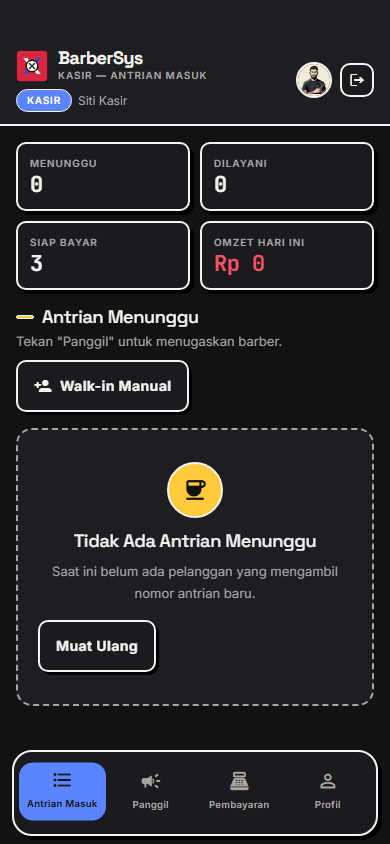 BarberSys
KASIR — ANTRIAN MASUK
KASIR Siti Kasir
MENUNGGU
0
DILAYANI
0
SIAP BAYAR
3
OMZET HARI INI
Rp 0
Antrian Menunggu
Tekan "Panggil" untuk menugaskan barber.
Walk-in Manual
Tidak Ada Antrian Menunggu
Saat ini belum ada pelanggan yang mengambil
nomor antrian baru.
Muat Ulang
Antrian Masuk
Panggil
Pembayaran
Profil